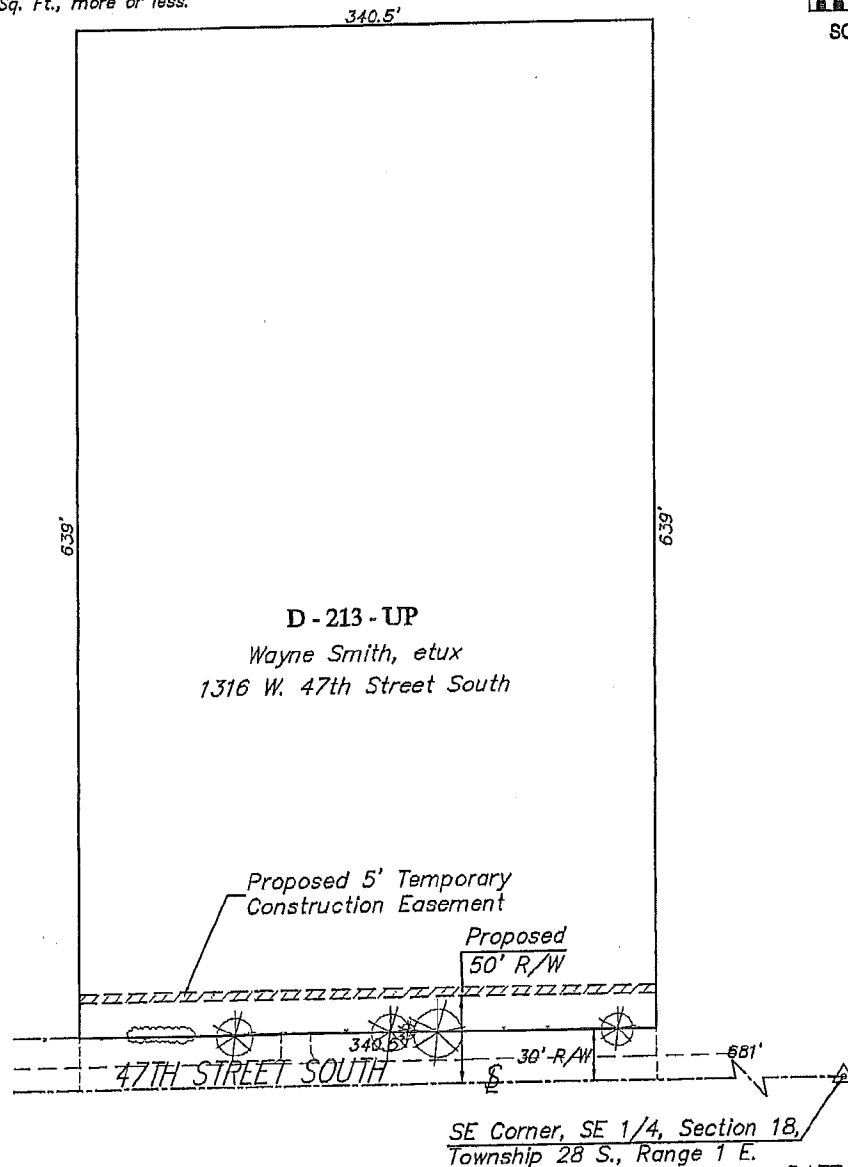 Sq. Ft., more or less.
340.5'
SC
639'
639'
D - 213 - UP
Wayne Smith, etux
1316 W. 47th Street South
Proposed 5' Temporary
Construction Easement
Proposed
50' R/W
340.5'
30' R/W
681'
47TH STREET SOUTH
SE Corner, SE 1/4, Section 18,
Township 28 S., Range 1 E.